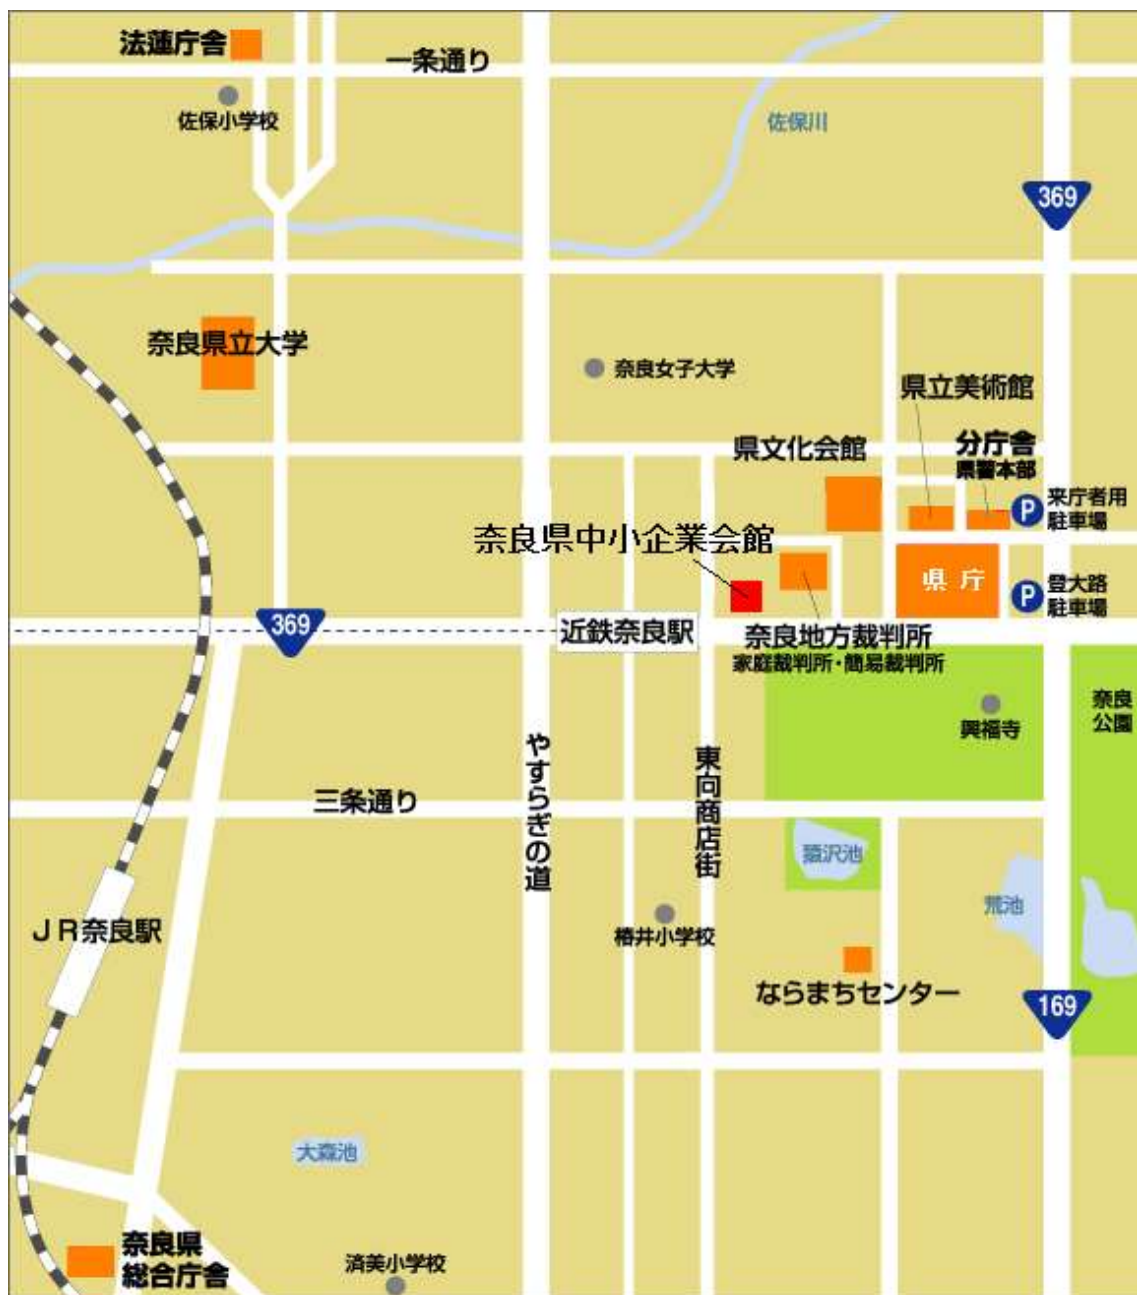 法蓮庁舎
一条通り
佐保小学校
佐保川
369
奈良県立大学
奈良女子大学
県立美術館
県文化会館
分庁舎
県警本部
P
来庁者用
駐車場
奈良県中小企業会館
県庁
P
登大路
駐車場
369
近鉄奈良駅
奈良地方裁判所
家庭裁判所・簡易裁判所
奈良
公園
興福寺
やすらぎの道
東向商店街
三条通り
猿沢池
荒池
JR奈良駅
椿井小学校
ならまちセンター
169
大森池
奈良県
総合庁舎
済美小学校